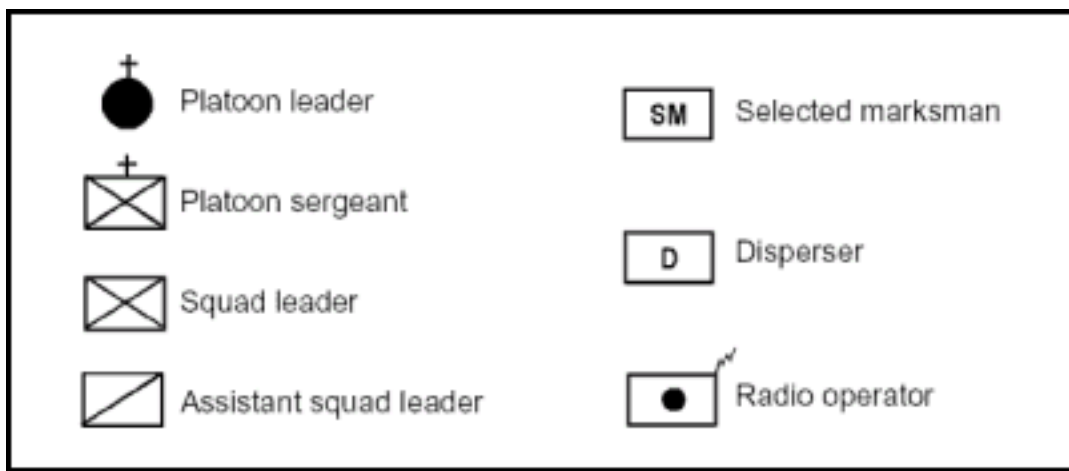 Platoon leader
Platoon sergeant
Squad leader
Assistant squad leader
SM Selected marksman
D Disperser
Radio operator